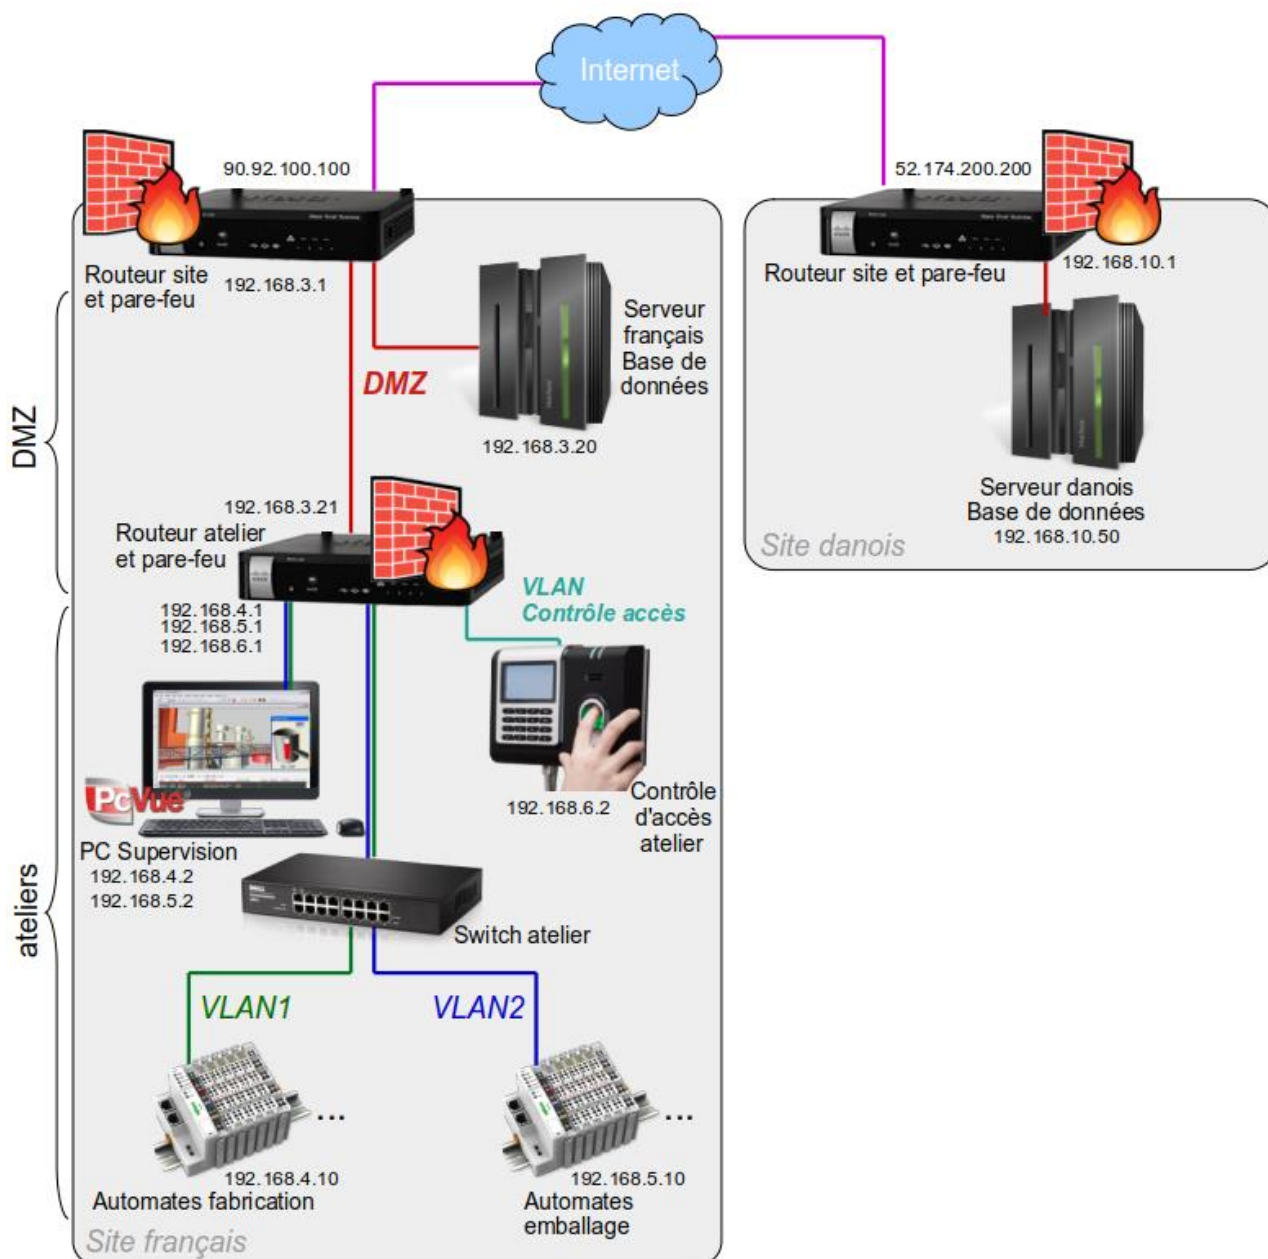 Internet
90.92.100.100
52.174.200.200
Routeur site
et pare-feu
192.168.3.1
Routeur site et pare-feu
192.168.10.1
DMZ
Serveur
français
Base de
données
DMZ
192.168.3.20
Serveur danois
Base de données
192.168.10.50
Site danois
192.168.3.21
Routeur atelier
et pare-feu
VLAN
Contrôle accès
192.168.4.1
192.168.5.1
192.168.6.1
PcVue
192.168.6.2
Contrôle
d'accès
atelier
PC Supervision
192.168.4.2
192.168.5.2
ateliers
DELL
Switch atelier
VLAN1
VLAN2
...
...
192.168.4.10
192.168.5.10
Automates fabrication
Automates
emballage
Site français